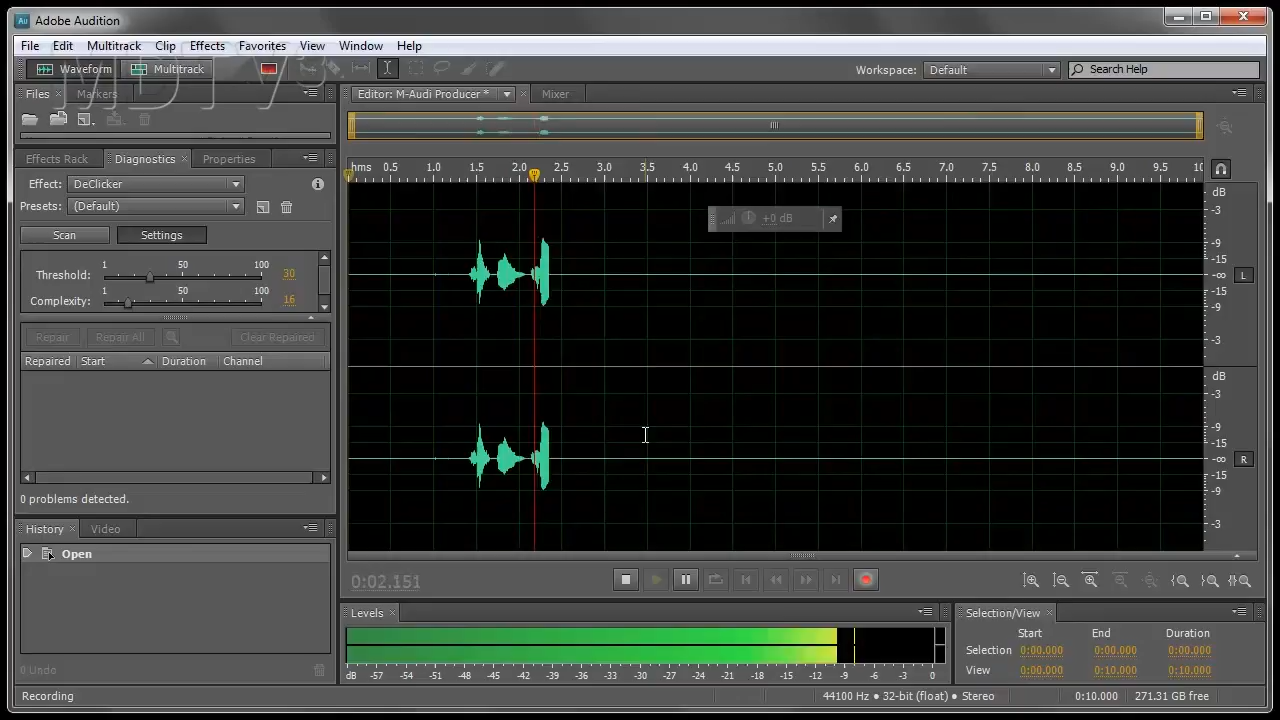 Au Adobe Audition
File Edit Multitrack Clip Effects Favorites View Window Help
MDTvs
Waveform Multitrack Workspace: Default Search Help
Files Markers
Editor: M-Audi Producer * Mixer
Effects Rack Diagnostics Properties
hms 0.5 1.0 1.5 2.0 2.5 3.0 3.5 4.0 4.5 5.0 5.5 6.0 6.5 7.0 7.5 8.0 8.5 9.0 9.5 10
Effect: DeClicker
Presets: (Default)
Scan Settings
Threshold: 1 50 100 30
Complexity: 1 50 100 16
Repair Repair All Clear Repaired
Repaired Start Duration Channel
0 problems detected.
+0 dB
dB
-3
-9
-15
-∞ L
-15
-9
-3
dB
-3
-9
-15
-∞ R
-15
-9
-3
History Video
Open
0 Undo
0:02.151
Levels
dB -57 -54 -51 -48 -45 -42 -39 -36 -33 -30 -27 -24 -21 -18 -15 -12 -9 -6 -3 0
Selection/View
Start End Duration
Selection 0:00.000 0:00.000 0:00.000
View 0:00.000 0:10.000 0:10.000
Recording
44100 Hz ● 32-bit (float) ● Stereo 0:10.000 271.31 GB free